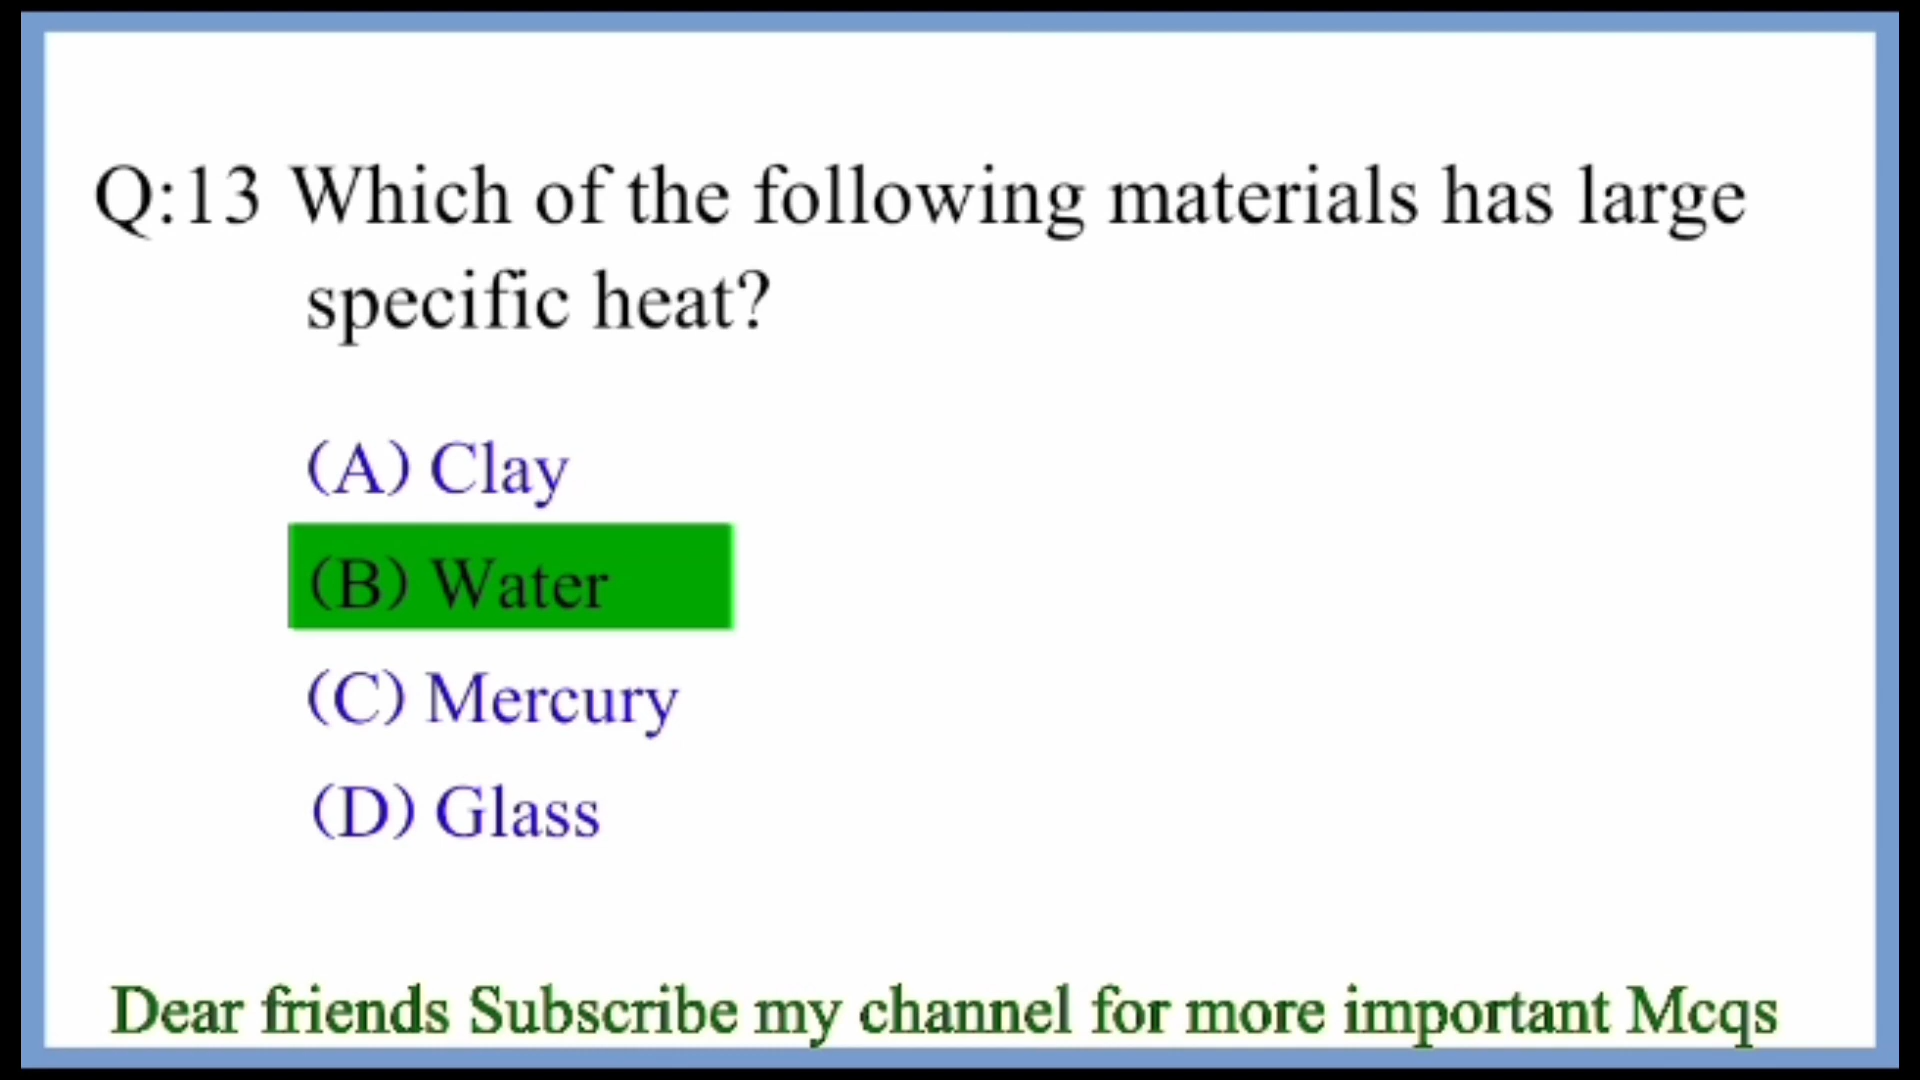 Q:13 Which of the following materials has large
specific heat?
(A) Clay
(B) Water
(C) Mercury
(D) Glass
Dear friends Subscribe my channel for more important Mcqs